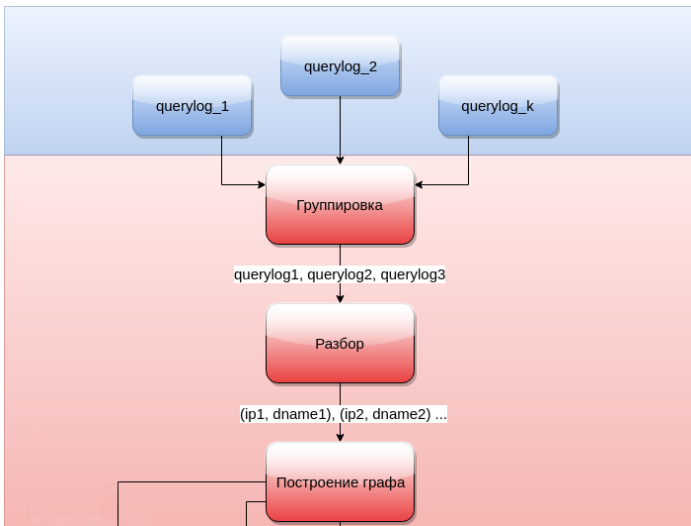 querylog_2
querylog_1
querylog_k
Группировка
querylog1, querylog2, querylog3
Разбор
(ip1, dname1), (ip2, dname2) ...
Построение графа